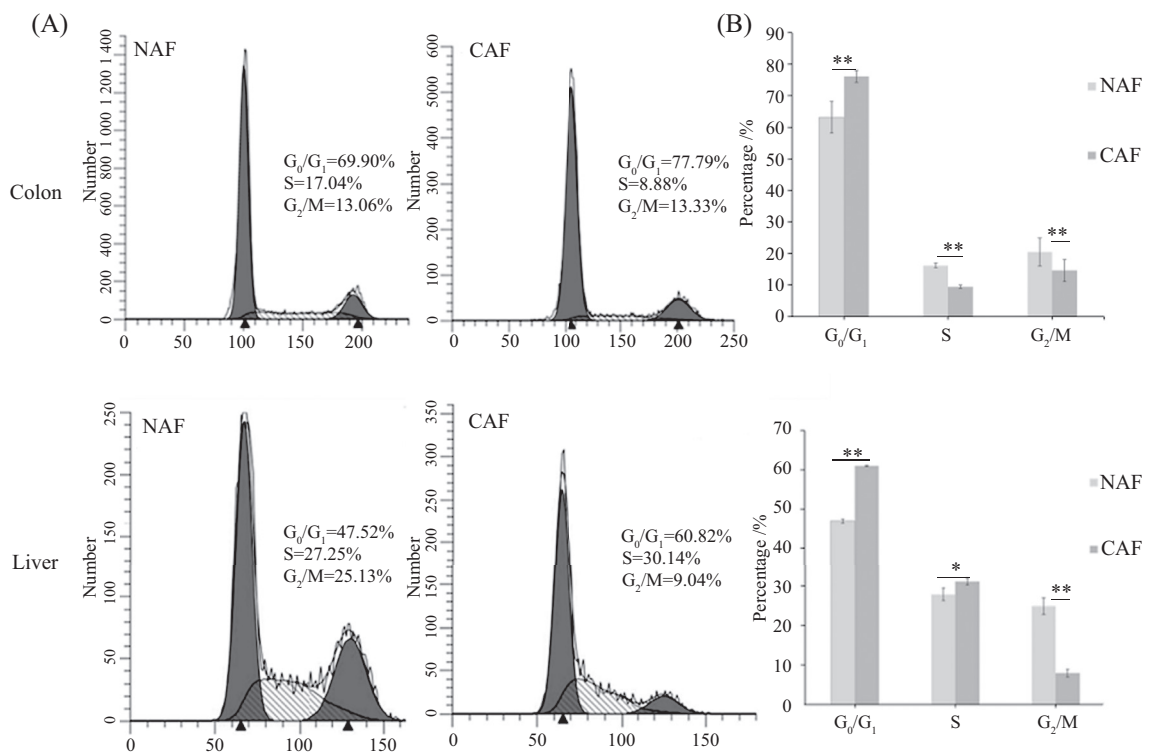 (A)
(B)
Colon
NAF
Number
1 400
1 200
1 000
800
600
400
200
0
G₀/G₁=69.90%
S=17.04%
G₂/M=13.06%
0 50 100 150 200
CAF
Number
600
5000
400
300
200
100
0
G₀/G₁=77.79%
S=8.88%
G₂/M=13.33%
0 50 100 150 200 250
Percentage /%
90
80
70
60
50
40
30
20
10
0
**
**
**
G₀/G₁ S G₂/M
NAF
CAF
Liver
NAF
Number
250
200
150
100
50
0
G₀/G₁=47.52%
S=27.25%
G₂/M=25.13%
0 50 100 150
CAF
Number
350
300
250
200
150
100
50
0
G₀/G₁=60.82%
S=30.14%
G₂/M=9.04%
0 50 100 150
Percentage /%
70
60
50
40
30
20
10
0
**
*
**
G₀/G₁ S G₂/M
NAF
CAF